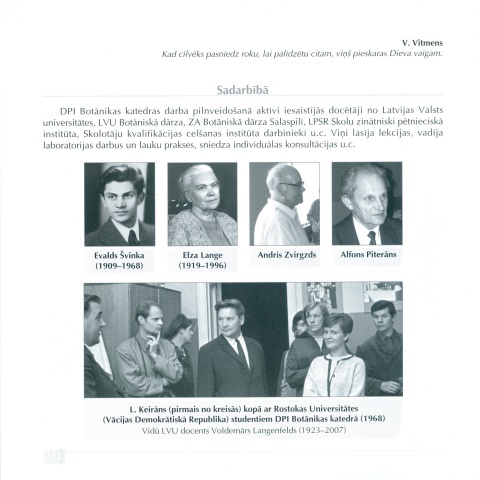 V. Vitmens
Kad cilvēks pasniedz roku, lai palīdzētu citam, viņš pieskaras Dieva vaigam.
Sadarbībā
DPI Botānikas katedras darba pilnveidošanā aktīvi iesaistījās docētāji no Latvijas Valsts
universitātes, LVU Botāniskā dārza, ZA Botāniskā dārza Salaspilī, LPSR Skolu zinātniski pētnieciskā
institūta, Skolotāju kvalifikācijas celšanas institūta darbinieki u.c. Viņi lasīja lekcijas, vadīja
laboratorijas darbus un lauku prakses, sniedza individuālas konsultācijas u.c.
Evalds Švinka
(1909–1968)
Elza Lange
(1919–1996)
Andris Zvirgzds
Alfons Piterāns
L. Keirāns (pirmais no kreisās) kopā ar Rostokas Universitātes
(Vācijas Demokrātiskā Republika) studentiem DPI Botānikas katedrā (1968)
Vidū LVU docents Voldemārs Langenfelds (1923–2007)